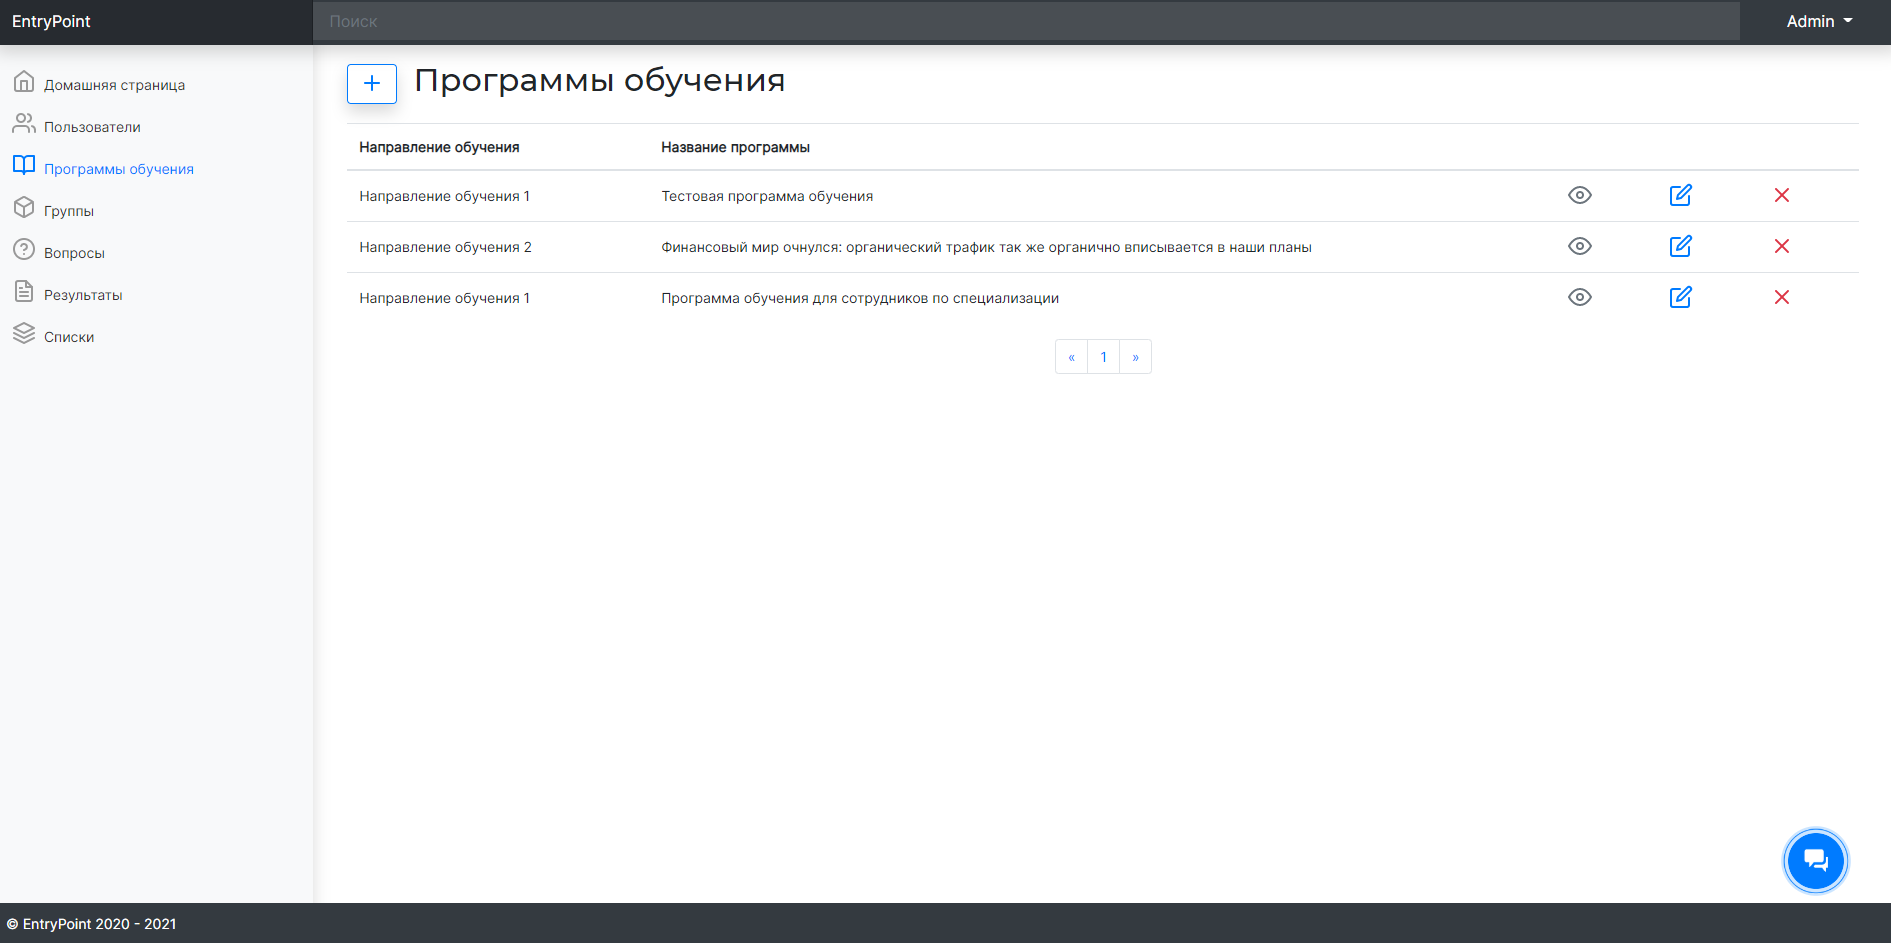 EntryPoint
Поиск
Admin
Домашняя страница
Пользователи
Программы обучения
Группы
Вопросы
Результаты
Списки
Программы обучения
Направление обучения Название программы
Направление обучения 1 Тестовая программа обучения
Направление обучения 2 Финансовый мир очнулся: органический трафик так же органично вписывается в наши планы
Направление обучения 1 Программа обучения для сотрудников по специализации
« 1 »
© EntryPoint 2020 - 2021